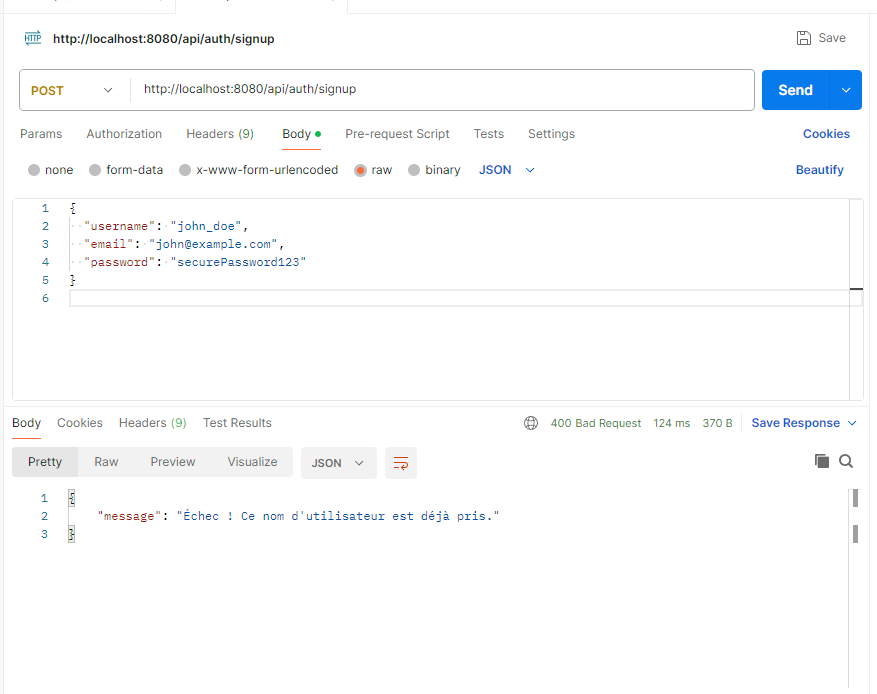 HTTP http://localhost:8080/api/auth/signup Save
POST http://localhost:8080/api/auth/signup Send
Params Authorization Headers (9) Body Pre-request Script Tests Settings Cookies
none form-data x-www-form-urlencoded raw binary JSON Beautify
1 {
2 "username": "john_doe",
3 "email": "john@example.com",
4 "password": "securePassword123"
5 }
6
Body Cookies Headers (9) Test Results 400 Bad Request 124 ms 370 B Save Response
Pretty Raw Preview Visualize JSON
1 {
2 "message": "Échec ! Ce nom d'utilisateur est déjà pris."
3 }